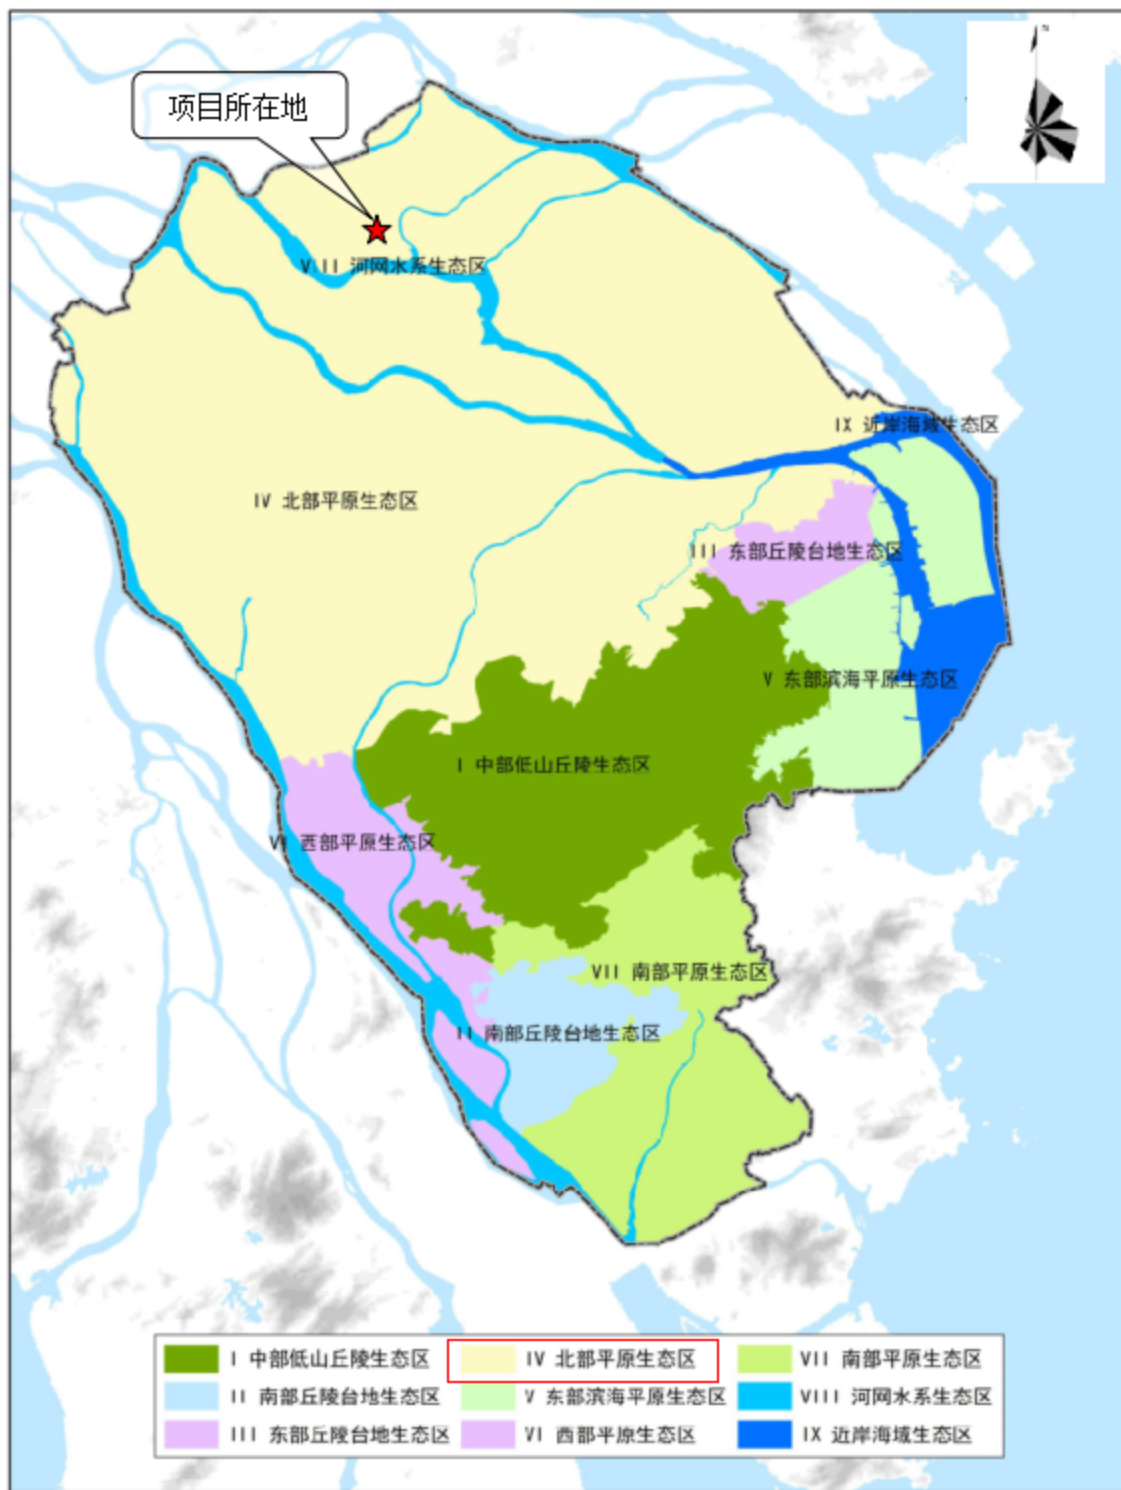 N
项目所在地
VIII 河网水系生态区
IX 近岸海域生态区
IV 北部平原生态区
III 东部丘陵台地生态区
V 东部滨海平原生态区
I 中部低山丘陵生态区
VI 西部平原生态区
VII 南部平原生态区
II 南部丘陵台地生态区
I 中部低山丘陵生态区
IV 北部平原生态区
VII 南部平原生态区
II 南部丘陵台地生态区
V 东部滨海平原生态区
VIII 河网水系生态区
III 东部丘陵台地生态区
VI 西部平原生态区
IX 近岸海域生态区